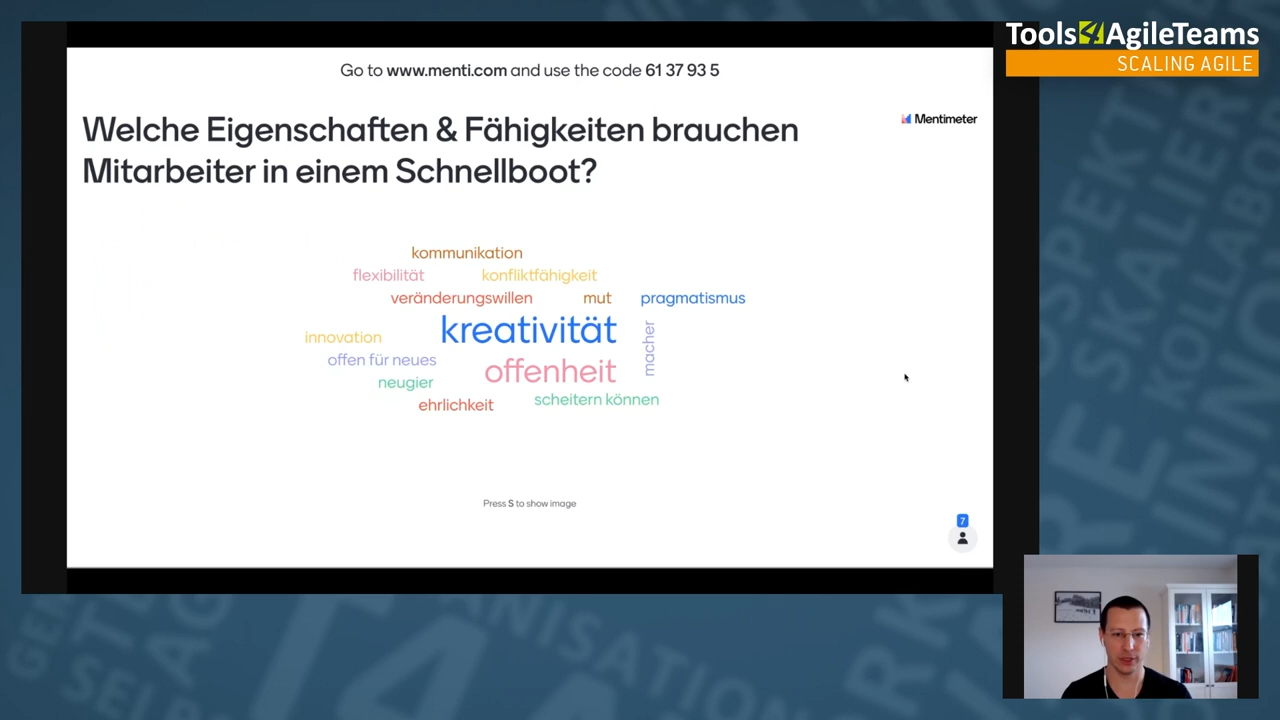 Tools4AgileTeams
SCALING AGILE
Go to www.menti.com and use the code 61 37 93 5
Welche Eigenschaften & Fähigkeiten brauchen
Mitarbeiter in einem Schnellboot?
Mentimeter
kommunikation
flexibilität
konfliktfähigkeit
veränderungswillen
mut
pragmatismus
kreativität
macher
innovation
offen für neues
offenheit
neugier
scheitern können
ehrlichkeit
Press S to show image
7